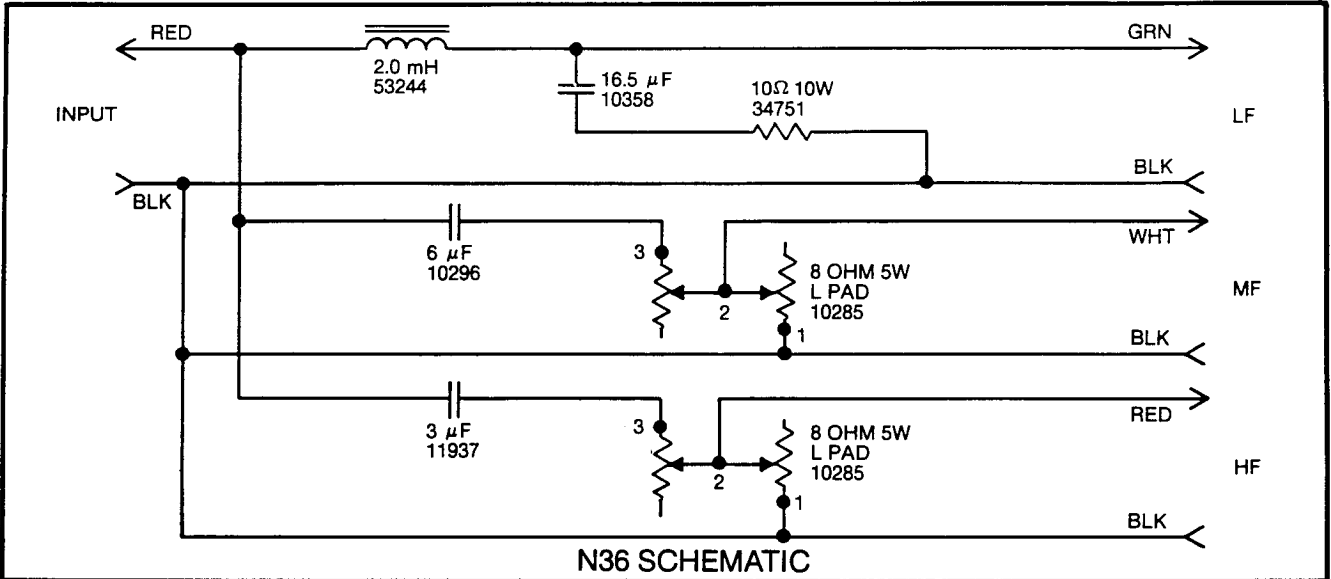 RED
GRN
2.0 mH
53244
16.5 μF
10358
10Ω 10W
34751
INPUT
LF
BLK
BLK
WHT
6 μF
10296
3
2
1
8 OHM 5W
L PAD
10285
MF
BLK
RED
3 μF
11937
3
2
1
8 OHM 5W
L PAD
10285
HF
BLK
N36 SCHEMATIC